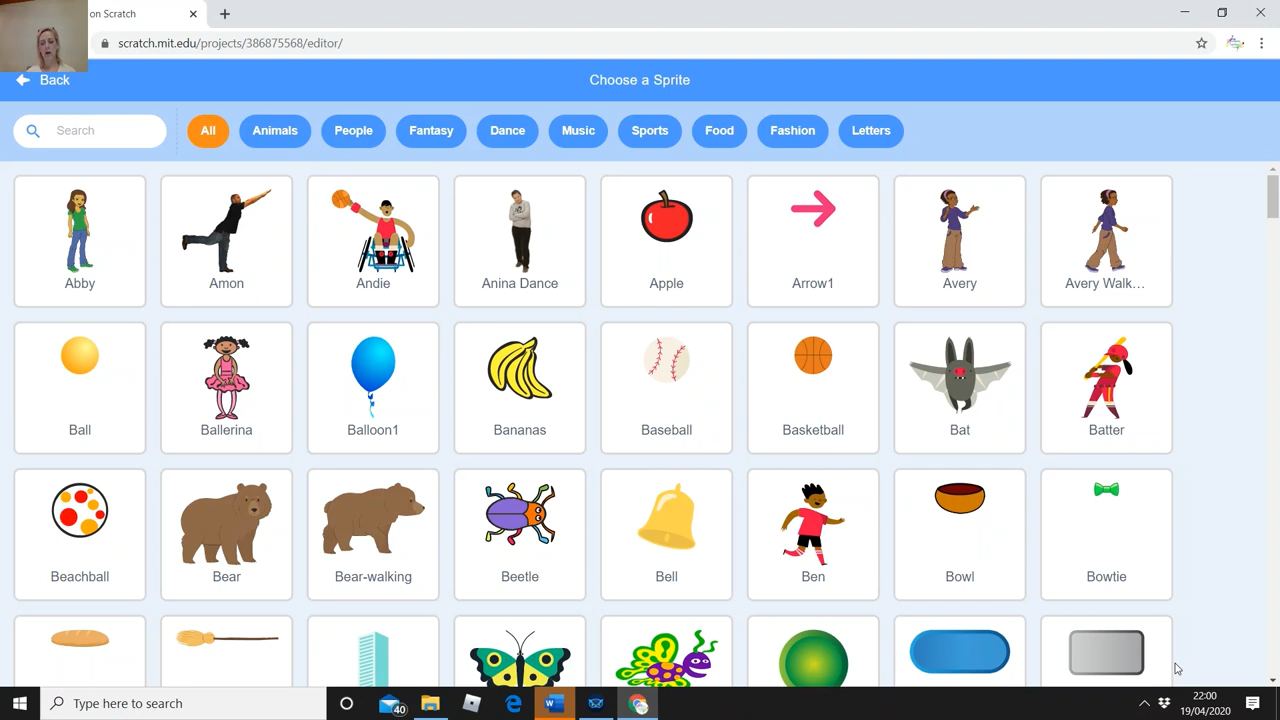 on Scratch
scratch.mit.edu/projects/386875568/editor/
Back
Choose a Sprite
Search
All
Animals
People
Fantasy
Dance
Music
Sports
Food
Fashion
Letters
Abby
Amon
Andie
Anina Dance
Apple
Arrow1
Avery
Avery Walk...
Ball
Ballerina
Balloon1
Bananas
Baseball
Basketball
Bat
Batter
Beachball
Bear
Bear-walking
Beetle
Bell
Ben
Bowl
Bowtie
Type here to search
40
22:00
19/04/2020